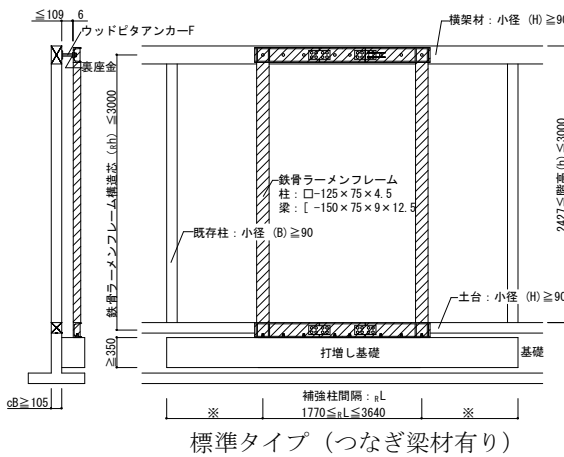 ≦109 6
ウッドピタアンカーF
裏座金
横架材:小径 (H)≧90
鉄骨ラーメンフレーム構造芯 (Rh) ≦3000
鉄骨ラーメンフレーム
柱:□-125×75×4.5
梁:[ -150×75×9×12.5
2427≦階高(h)≦3000
既存柱:小径 (B)≧90
土台:小径 (H)≧90
≧350
打増し基礎
基礎
cB≧105
補強柱間隔:RL
※ 1770≦RL≦3640 ※
標準タイプ(つなぎ梁材有り)